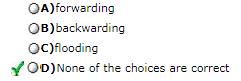 A)forwarding
B)backwarding
C)flooding
D)None of the choices are correct